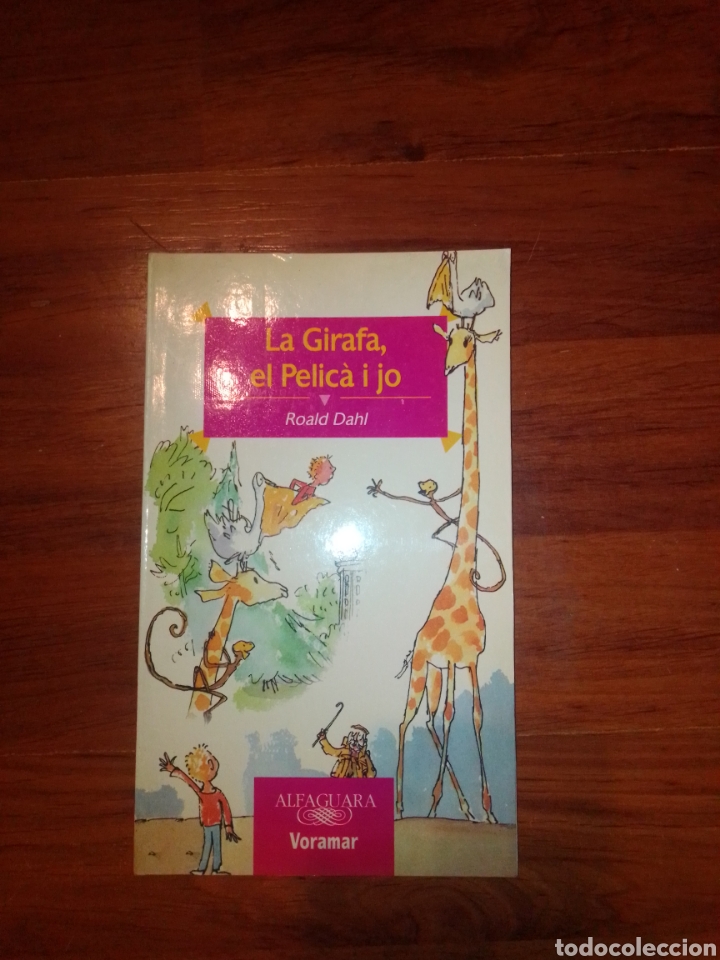 La Girafa,
el Pelicà i jo
Roald Dahl
ALFAGUARA
Voramar
todocoleccion